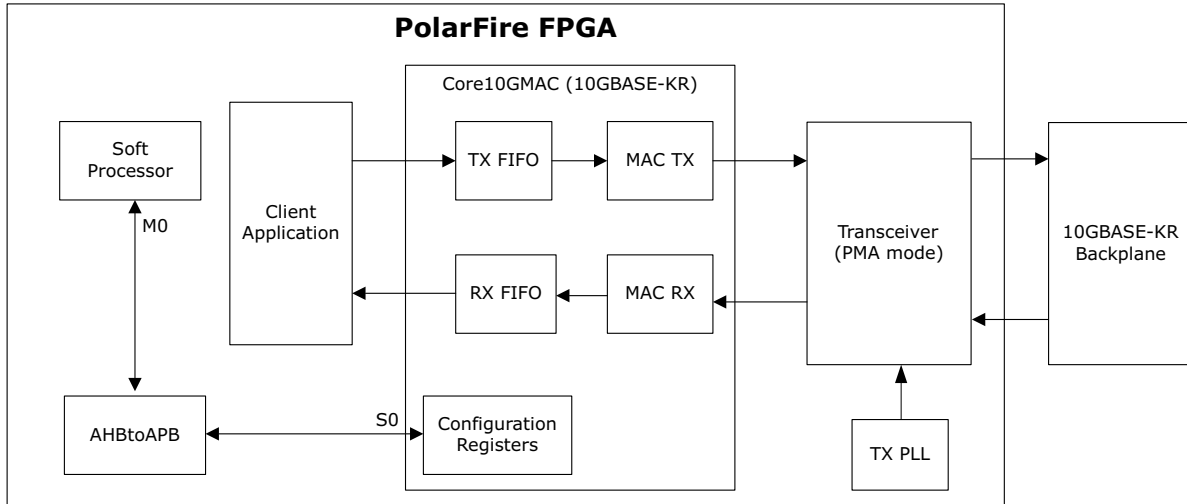 PolarFire FPGA
Core10GMAC (10GBASE-KR)
Soft
Processor
M0
Client
Application
TX FIFO
MAC TX
RX FIFO
MAC RX
Transceiver
(PMA mode)
10GBASE-KR
Backplane
AHBtoAPB
S0
Configuration
Registers
TX PLL